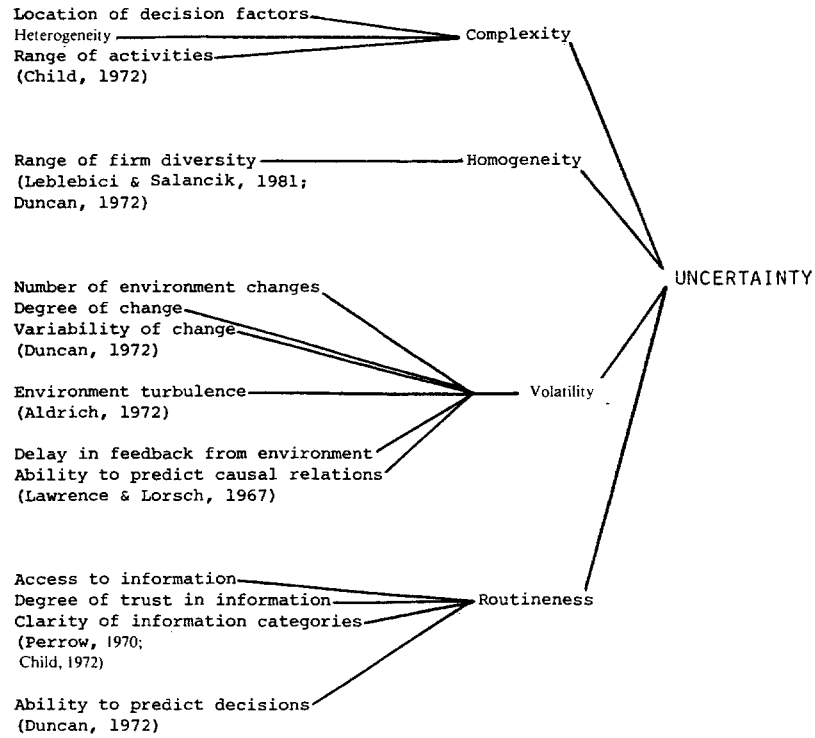 Location of decision factors
Heterogeneity
Complexity
Range of activities
(Child, 1972)
Range of firm diversity
Homogeneity
(Leblebici & Salancik, 1981;
Duncan, 1972)
UNCERTAINTY
Number of environment changes
Degree of change
Variability of change
(Duncan, 1972)
Environment turbulence
Volatility
(Aldrich, 1972)
Delay in feedback from environment
Ability to predict causal relations
(Lawrence & Lorsch, 1967)
Access to information
Degree of trust in information
Routineness
Clarity of information categories
(Perrow, 1970;
Child, 1972)
Ability to predict decisions
(Duncan, 1972)